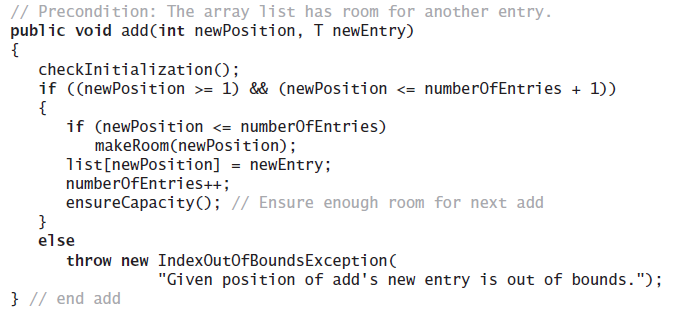 // Precondition: The array list has room for another entry.
public void add(int newPosition, T newEntry)
{
   checkInitialization();
   if ((newPosition >= 1) && (newPosition <= numberOfEntries + 1))
   {
      if (newPosition <= numberOfEntries)
         makeRoom(newPosition);
      list[newPosition] = newEntry;
      numberOfEntries++;
      ensureCapacity(); // Ensure enough room for next add
   }
   else
      throw new IndexOutOfBoundsException(
                "Given position of add's new entry is out of bounds.");
} // end add